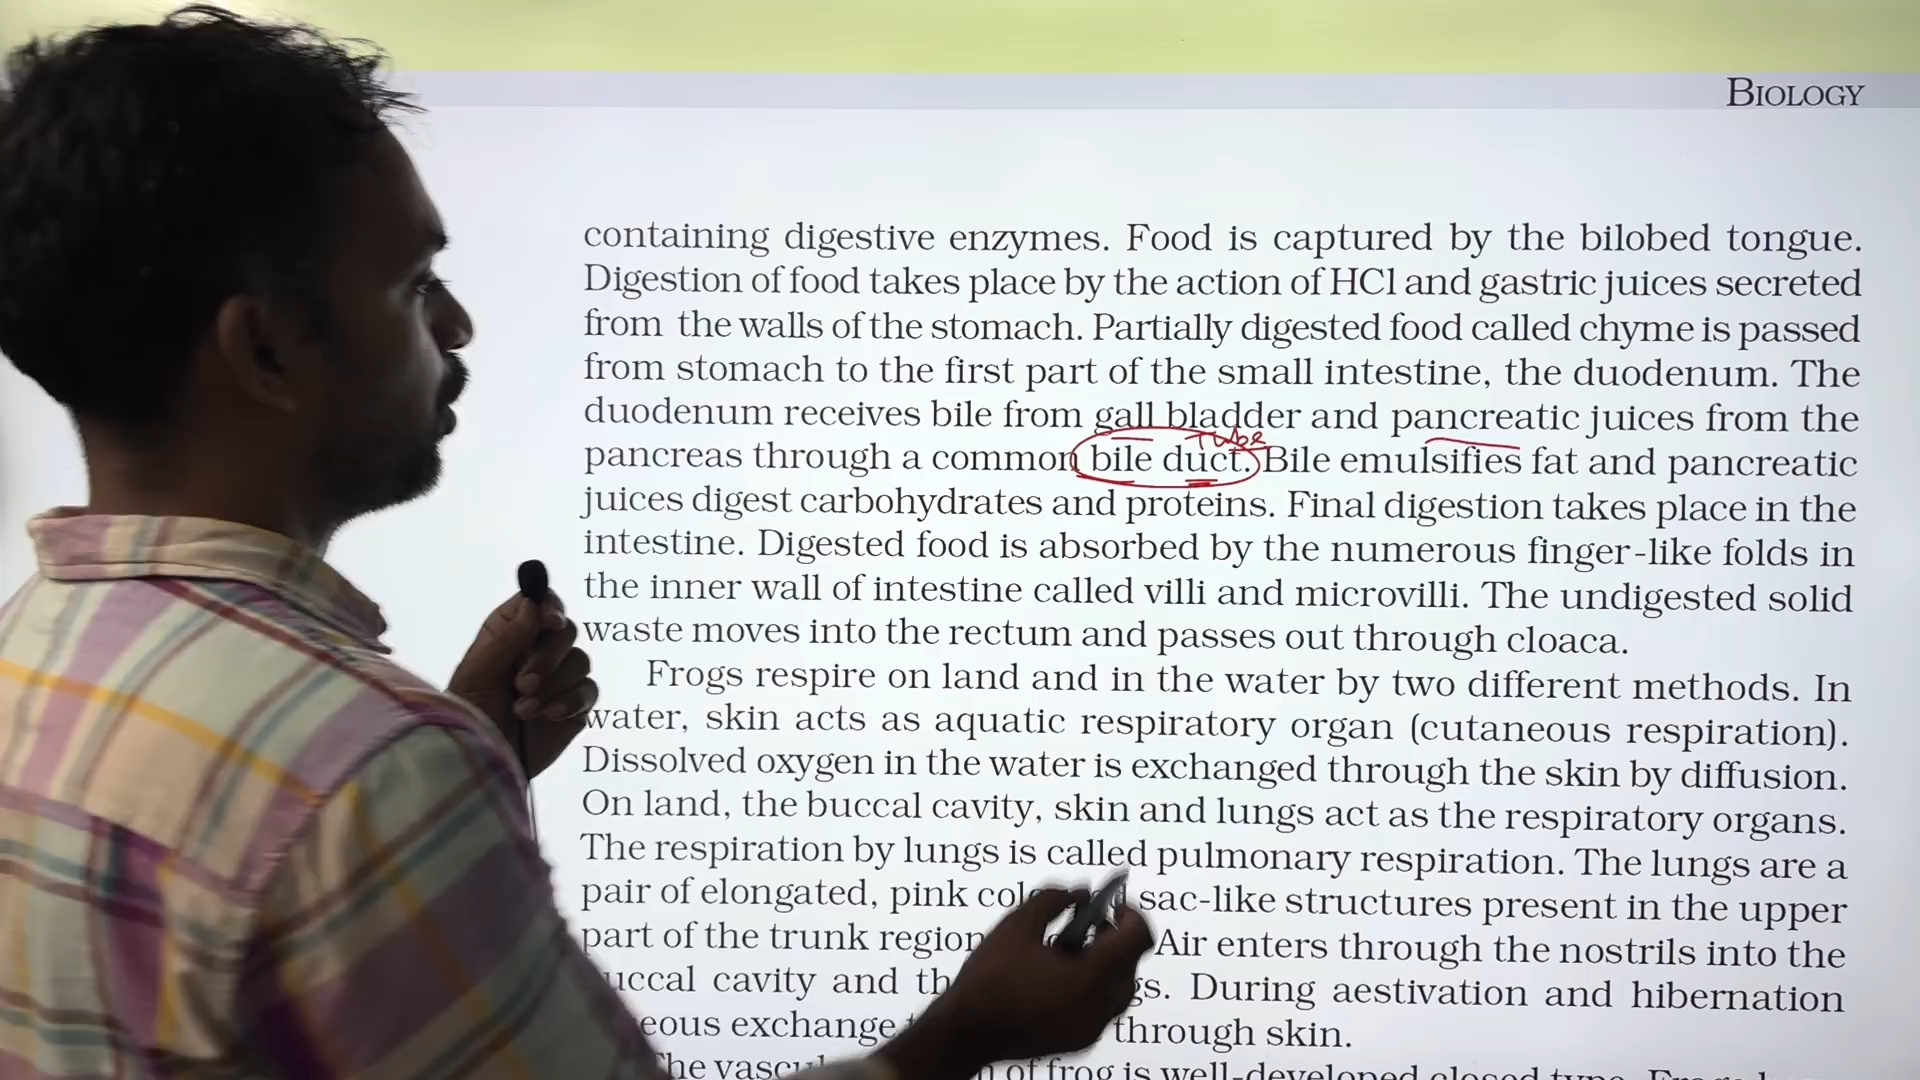 BIOLOGY
containing digestive enzymes. Food is captured by the bilobed tongue.
Digestion of food takes place by the action of HCl and gastric juices secreted
from the walls of the stomach. Partially digested food called chyme is passed
from stomach to the first part of the small intestine, the duodenum. The
duodenum receives bile from gall bladder and pancreatic juices from the
Tube
pancreas through a common bile duct. Bile emulsifies fat and pancreatic
juices digest carbohydrates and proteins. Final digestion takes place in the
intestine. Digested food is absorbed by the numerous finger-like folds in
the inner wall of intestine called villi and microvilli. The undigested solid
waste moves into the rectum and passes out through cloaca.
Frogs respire on land and in the water by two different methods. In
water, skin acts as aquatic respiratory organ (cutaneous respiration).
Dissolved oxygen in the water is exchanged through the skin by diffusion.
On land, the buccal cavity, skin and lungs act as the respiratory organs.
The respiration by lungs is called pulmonary respiration. The lungs are a
pair of elongated, pink sac-like structures present in the upper
part of the trunk region Air enters through the nostrils into the
cavity and During aestivation and hibernation
exchange through skin.
of frog is well-developed closed type.